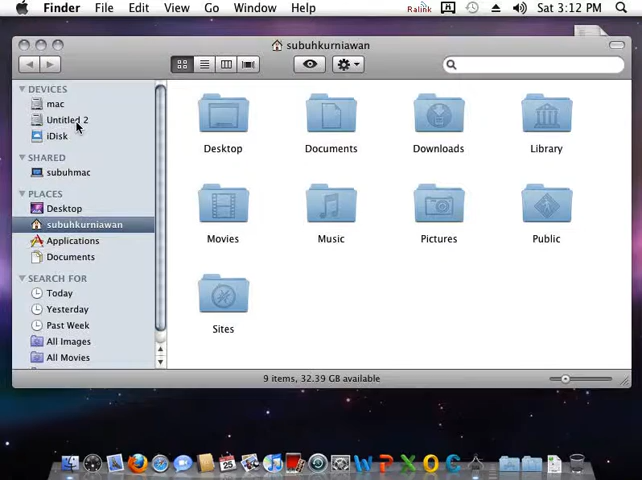 Finder File Edit View Go Window Help Ralink Sat 3:12 PM
subuhkurniawan
DEVICES
mac
Untitled 2
iDisk
SHARED
subuhmac
PLACES
Desktop
subuhkurniawan
Applications
Documents
SEARCH FOR
Today
Yesterday
Past Week
All Images
All Movies
Desktop Documents Downloads Library
Movies Music Pictures Public
Sites
9 items, 32.39 GB available
25
W P X O C